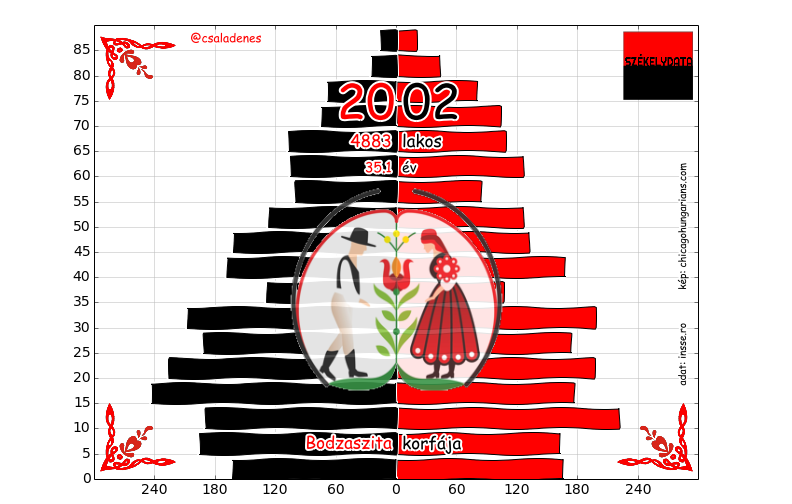 @csaladenes
SZÉKELYDATA
2002
4883 lakos
35.1 év
kép: chicagohungarians.com
adat: insse.ro
Bodzaszita korfája
85
80
75
70
65
60
55
50
45
40
35
30
25
20
15
10
5
0
240 180 120 60 0 60 120 180 240